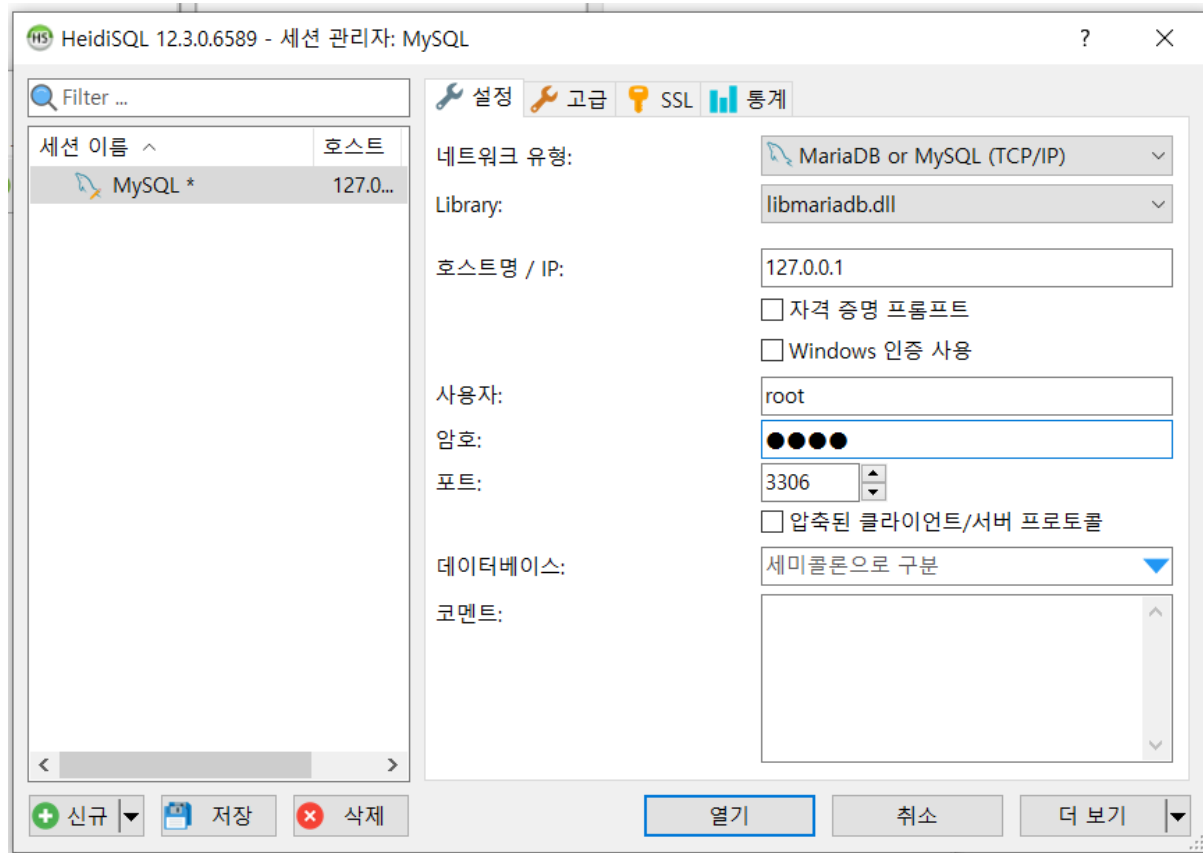 HeidiSQL 12.3.0.6589 - 세션 관리자: MySQL
Filter ...
세션 이름 호스트
MySQL * 127.0...
설정 고급 SSL 통계
네트워크 유형: MariaDB or MySQL (TCP/IP)
Library: libmariadb.dll
호스트명 / IP: 127.0.0.1
자격 증명 프롬프트
Windows 인증 사용
사용자: root
암호: ●●●●
포트: 3306
압축된 클라이언트/서버 프로토콜
데이터베이스: 세미콜론으로 구분
코멘트:
신규 저장 삭제 열기 취소 더 보기